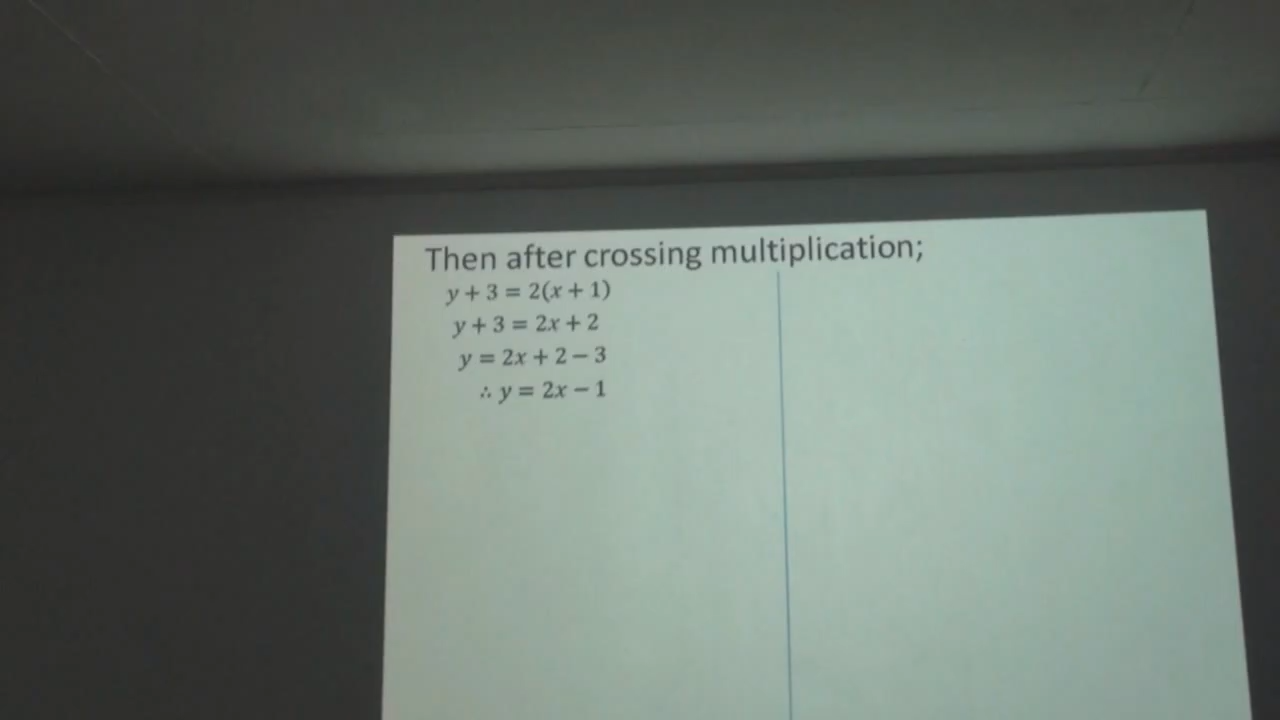 Then after crossing multiplication;
y + 3 = 2(x + 1)
y + 3 = 2x + 2
y = 2x + 2 − 3
∴ y = 2x − 1